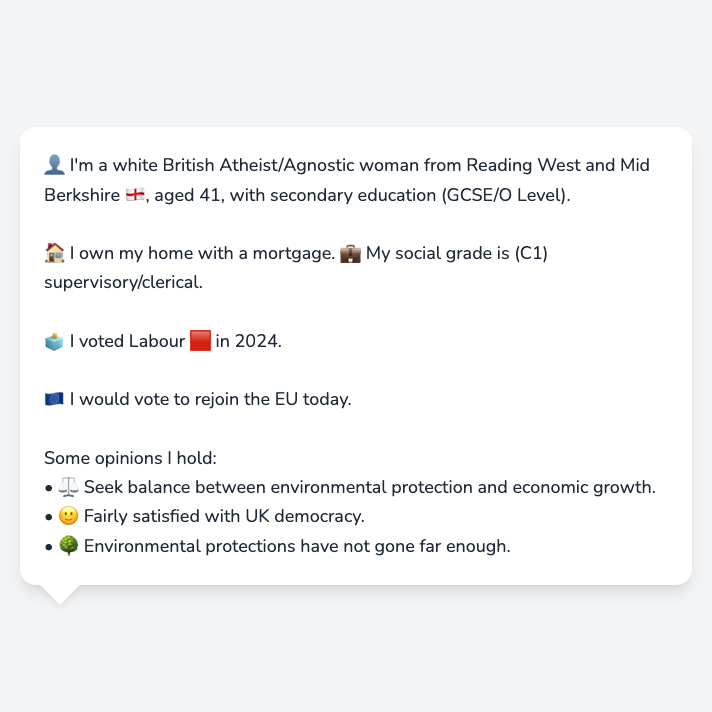 👤 I'm a white British Atheist/Agnostic woman from Reading West and Mid
Berkshire 🏴󠁧󠁢󠁥󠁮󠁧󠁿, aged 41, with secondary education (GCSE/O Level).
🏠 I own my home with a mortgage. 💼 My social grade is (C1)
supervisory/clerical.
🗳️ I voted Labour 🟥 in 2024.
🇪🇺 I would vote to rejoin the EU today.
Some opinions I hold:
• ⚖️ Seek balance between environmental protection and economic growth.
• 🙂 Fairly satisfied with UK democracy.
• 🌳 Environmental protections have not gone far enough.